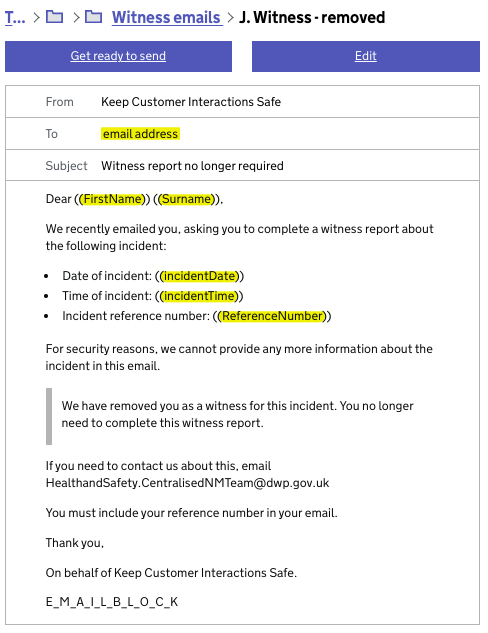 T... > > Witness emails > J. Witness - removed
Get ready to send Edit
From Keep Customer Interactions Safe
To email address
Subject Witness report no longer required
Dear ((FirstName)) ((Surname)),
We recently emailed you, asking you to complete a witness report about
the following incident:
• Date of incident: ((incidentDate))
• Time of incident: ((incidentTime))
• Incident reference number: ((ReferenceNumber))
For security reasons, we cannot provide any more information about the
incident in this email.
We have removed you as a witness for this incident. You no longer
need to complete this witness report.
If you need to contact us about this, email
HealthandSafety.CentralisedNMTeam@dwp.gov.uk
You must include your reference number in your email.
Thank you,
On behalf of Keep Customer Interactions Safe.
E_M_A_I_L_B_L_O_C_K